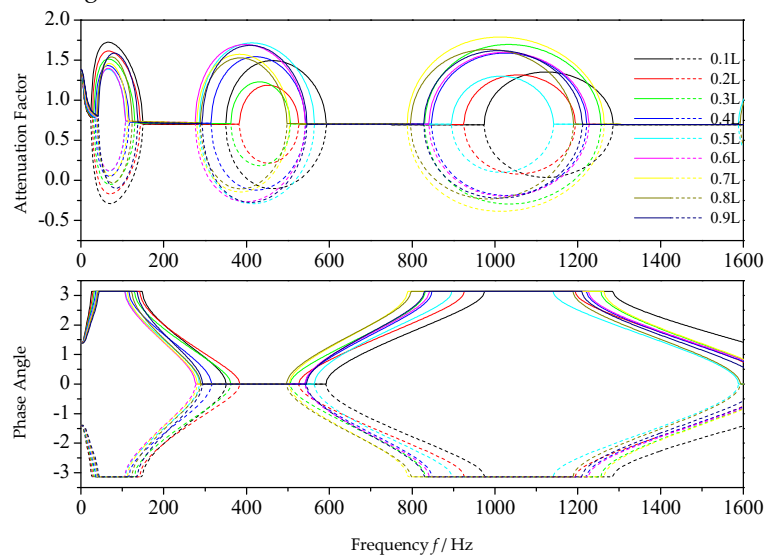 2.0
1.5
1.0
0.5
0.0
-0.5
Attenuation Factor
0.1L
0.2L
0.3L
0.4L
0.5L
0.6L
0.7L
0.8L
0.9L
0 200 400 600 800 1000 1200 1400 1600
3
2
1
0
-1
-2
-3
Phase Angle
0 200 400 600 800 1000 1200 1400 1600
Frequency f / Hz